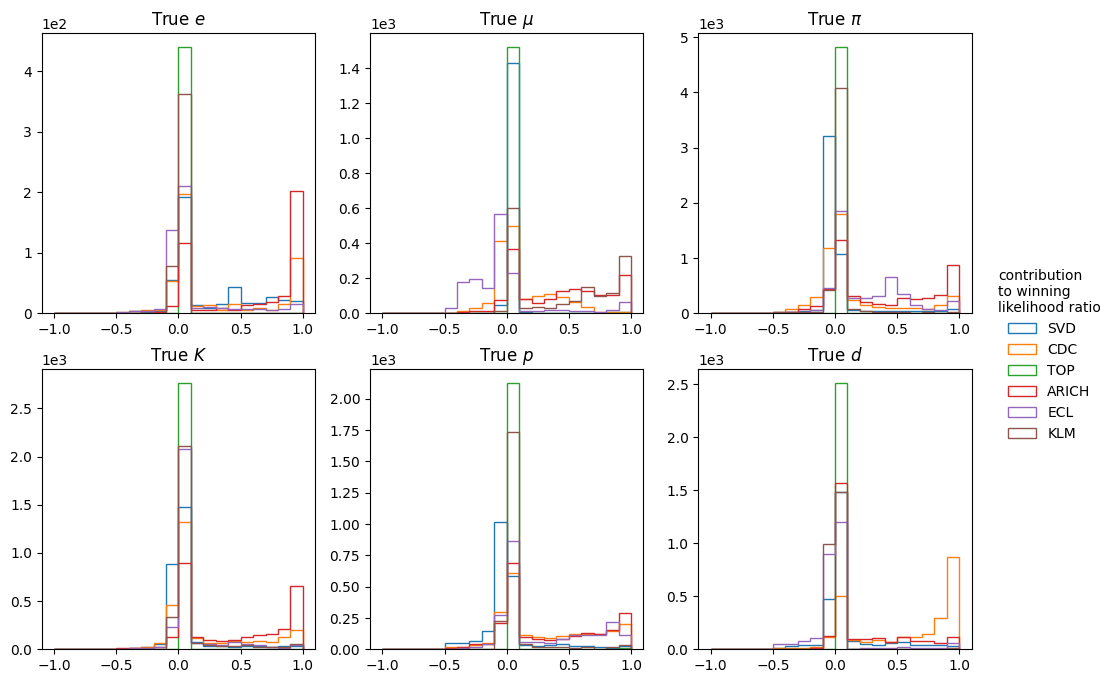 True e
1e2
4
3
2
1
0
−1.0 −0.5 0.0 0.5 1.0
True μ
1e3
1.4
1.2
1.0
0.8
0.6
0.4
0.2
0.0
−1.0 −0.5 0.0 0.5 1.0
True π
1e3
5
4
3
2
1
0
−1.0 −0.5 0.0 0.5 1.0
True K
1e3
2.5
2.0
1.5
1.0
0.5
0.0
−1.0 −0.5 0.0 0.5 1.0
True p
1e3
2.00
1.75
1.50
1.25
1.00
0.75
0.50
0.25
0.00
−1.0 −0.5 0.0 0.5 1.0
True d
1e3
2.5
2.0
1.5
1.0
0.5
0.0
−1.0 −0.5 0.0 0.5 1.0
contribution
to winning
likelihood ratio
SVD
CDC
TOP
ARICH
ECL
KLM